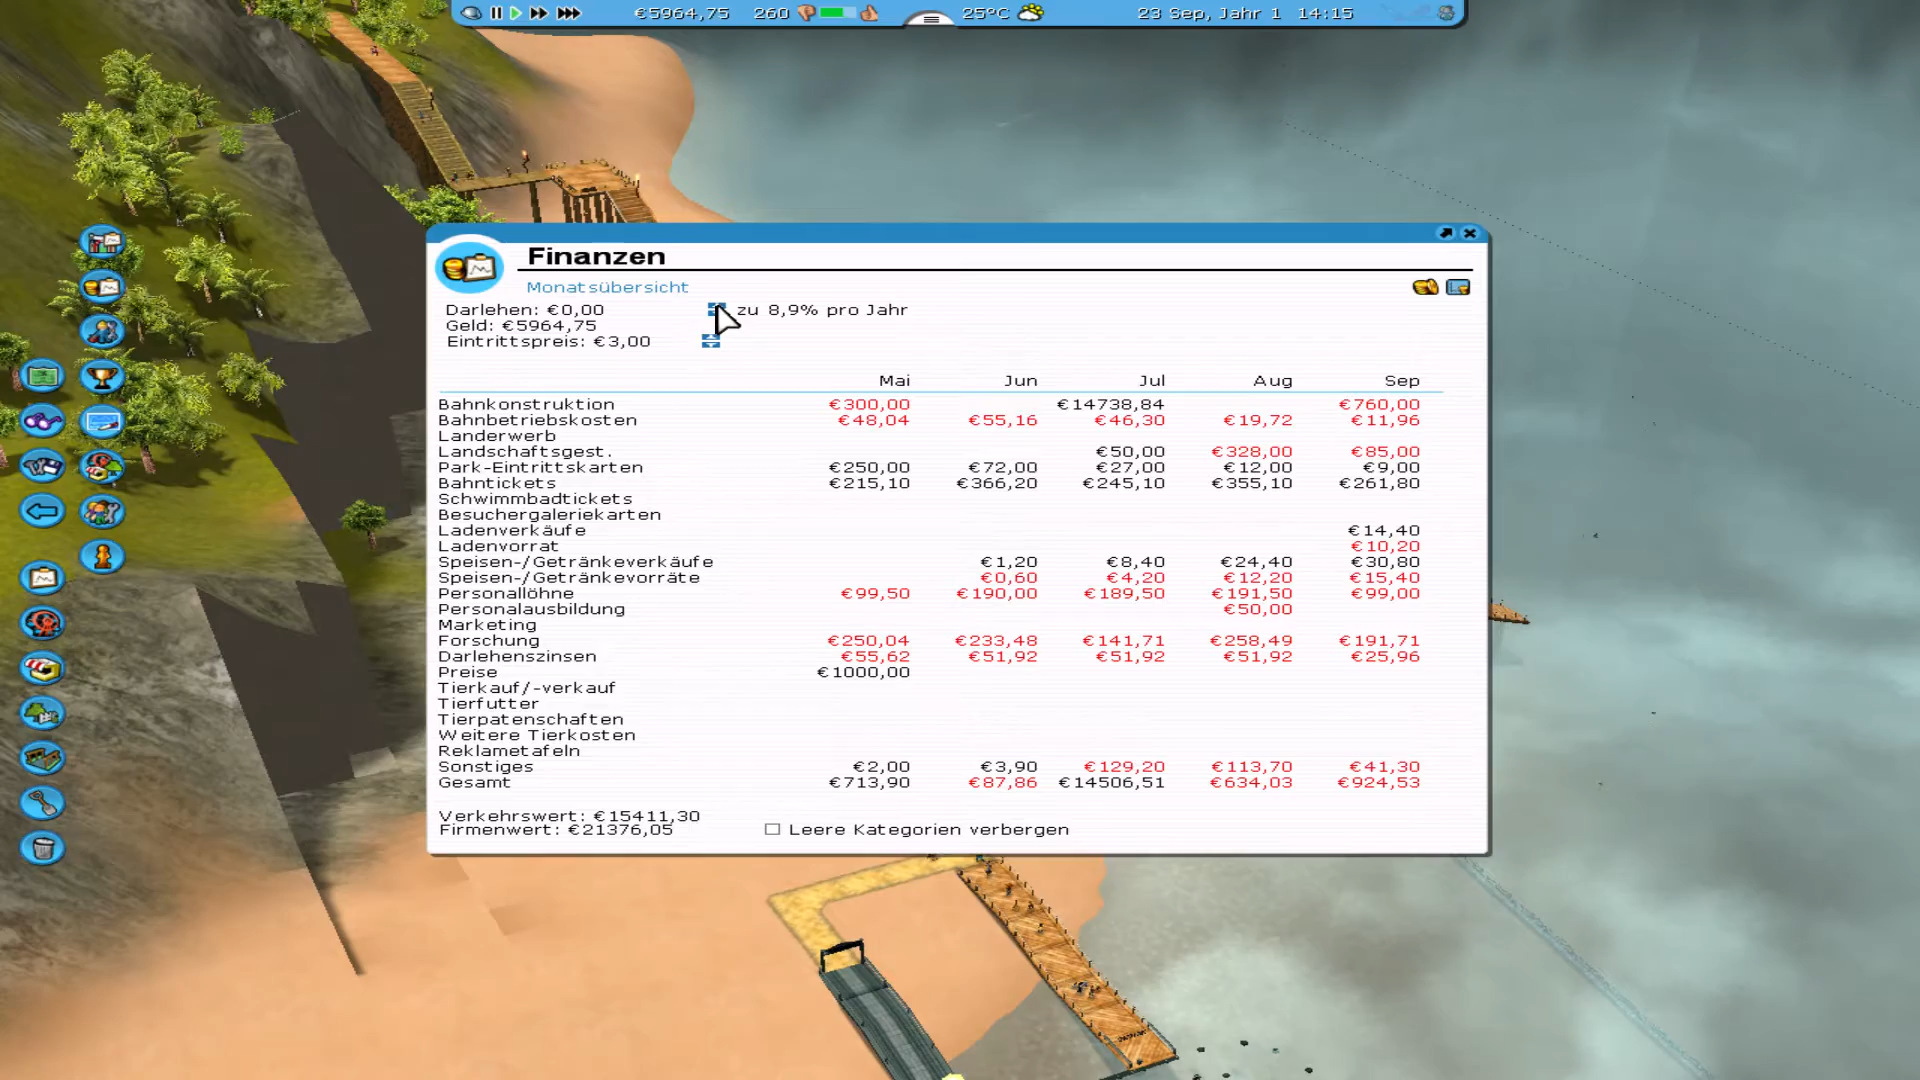 €5964,75 260 25°C 23 Sep, Jahr 1 14:15
Finanzen
Monatsübersicht
Darlehen: €0,00 zu 8,9% pro Jahr
Geld: €5964,75
Eintrittspreis: €3,00
Mai Jun Jul Aug Sep
Bahnkonstruktion €300,00 €14738,84 €760,00
Bahnbetriebskosten €48,04 €55,16 €46,30 €19,72 €11,96
Landerwerb
Landschaftsgest. €50,00 €328,00 €85,00
Park-Eintrittskarten €250,00 €72,00 €27,00 €12,00 €9,00
Bahntickets €215,10 €366,20 €245,10 €355,10 €261,80
Schwimmbadtickets
Besuchergaleriekarten
Ladenverkäufe €14,40
Ladenvorrat €10,20
Speisen-/Getränkeverkäufe €1,20 €8,40 €24,40 €30,80
Speisen-/Getränkevorräte €0,60 €4,20 €12,20 €15,40
Personallöhne €99,50 €190,00 €189,50 €191,50 €99,00
Personalausbildung €50,00
Marketing
Forschung €250,04 €233,48 €141,71 €258,49 €191,71
Darlehenszinsen €55,62 €51,92 €51,92 €51,92 €25,96
Preise €1000,00
Tierkauf/-verkauf
Tierfutter
Tierpatenschaften
Weitere Tierkosten
Reklametafeln
Sonstiges €2,00 €3,90 €129,20 €113,70 €41,30
Gesamt €713,90 €87,86 €14506,51 €634,03 €924,53
Verkehrswert: €15411,30
Firmenwert: €21376,05 Leere Kategorien verbergen